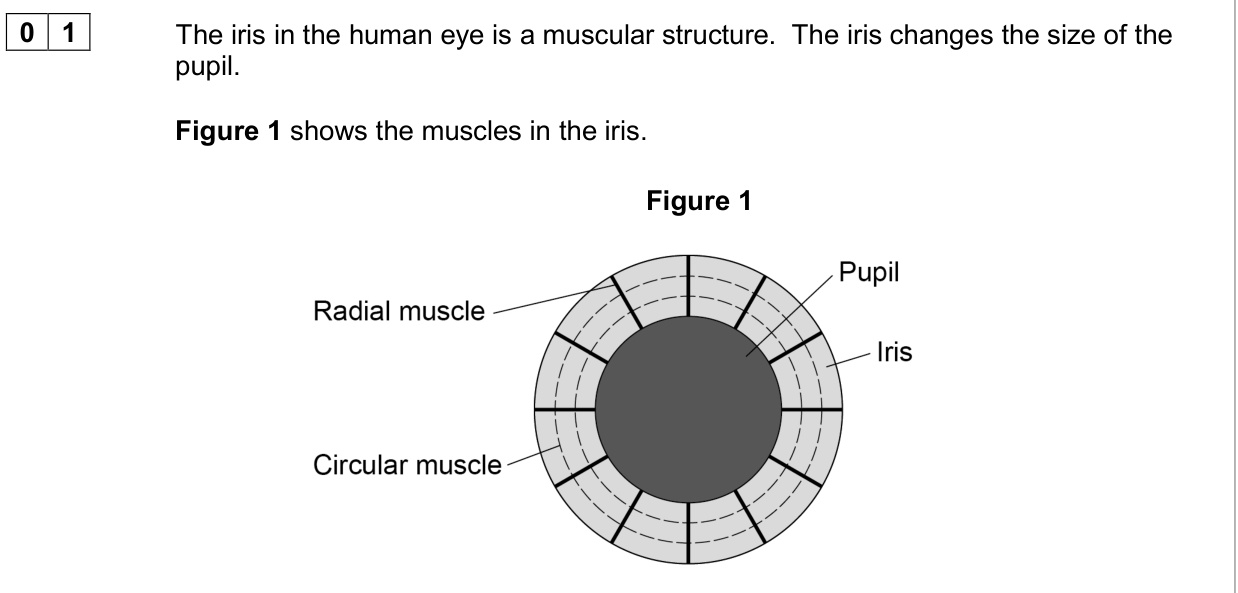 0 1
The iris in the human eye is a muscular structure. The iris changes the size of the
pupil.
Figure 1 shows the muscles in the iris.
Figure 1
Pupil
Radial muscle
Iris
Circular muscle